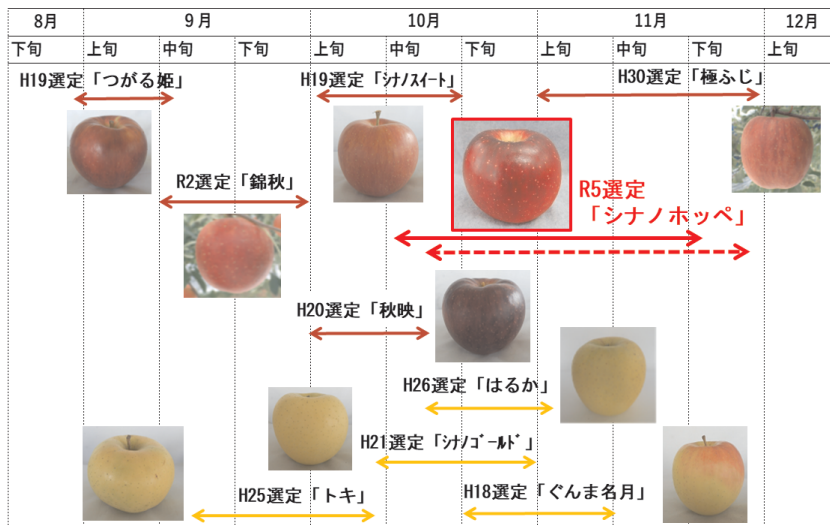 8月 9月 10月 11月 12月
下旬 上旬 中旬 下旬 上旬 中旬 下旬 上旬 中旬 下旬 上旬
H19選定「つがる姫」 H19選定「ｼﾅﾉｽｲｰﾄ」 H30選定「極ふじ」
R2選定「錦秋」
R5選定
「シナノホッペ」
H20選定「秋映」
H26選定「はるか」
H21選定「ｼﾅﾉｺﾞｰﾙﾄﾞ」
H25選定「トキ」 H18選定「ぐんま名月」